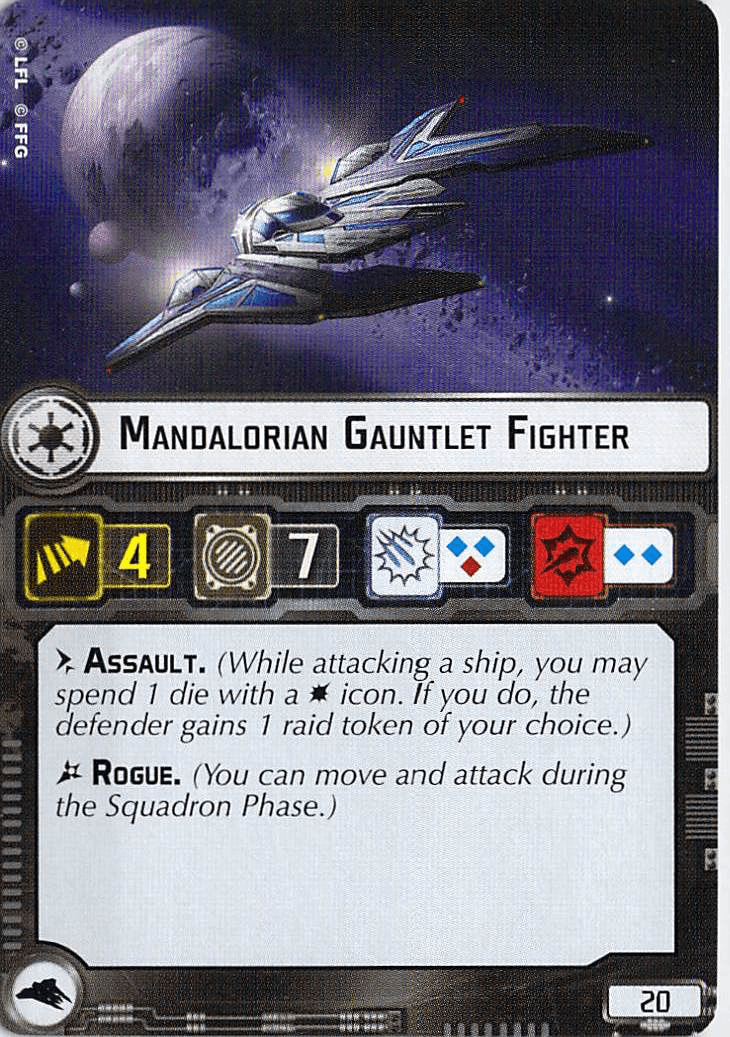 © LFL © FFG
MANDALORIAN GAUNTLET FIGHTER
4 7
ASSAULT. (While attacking a ship, you may
spend 1 die with a icon. If you do, the
defender gains 1 raid token of your choice.)
ROGUE. (You can move and attack during
the Squadron Phase.)
20